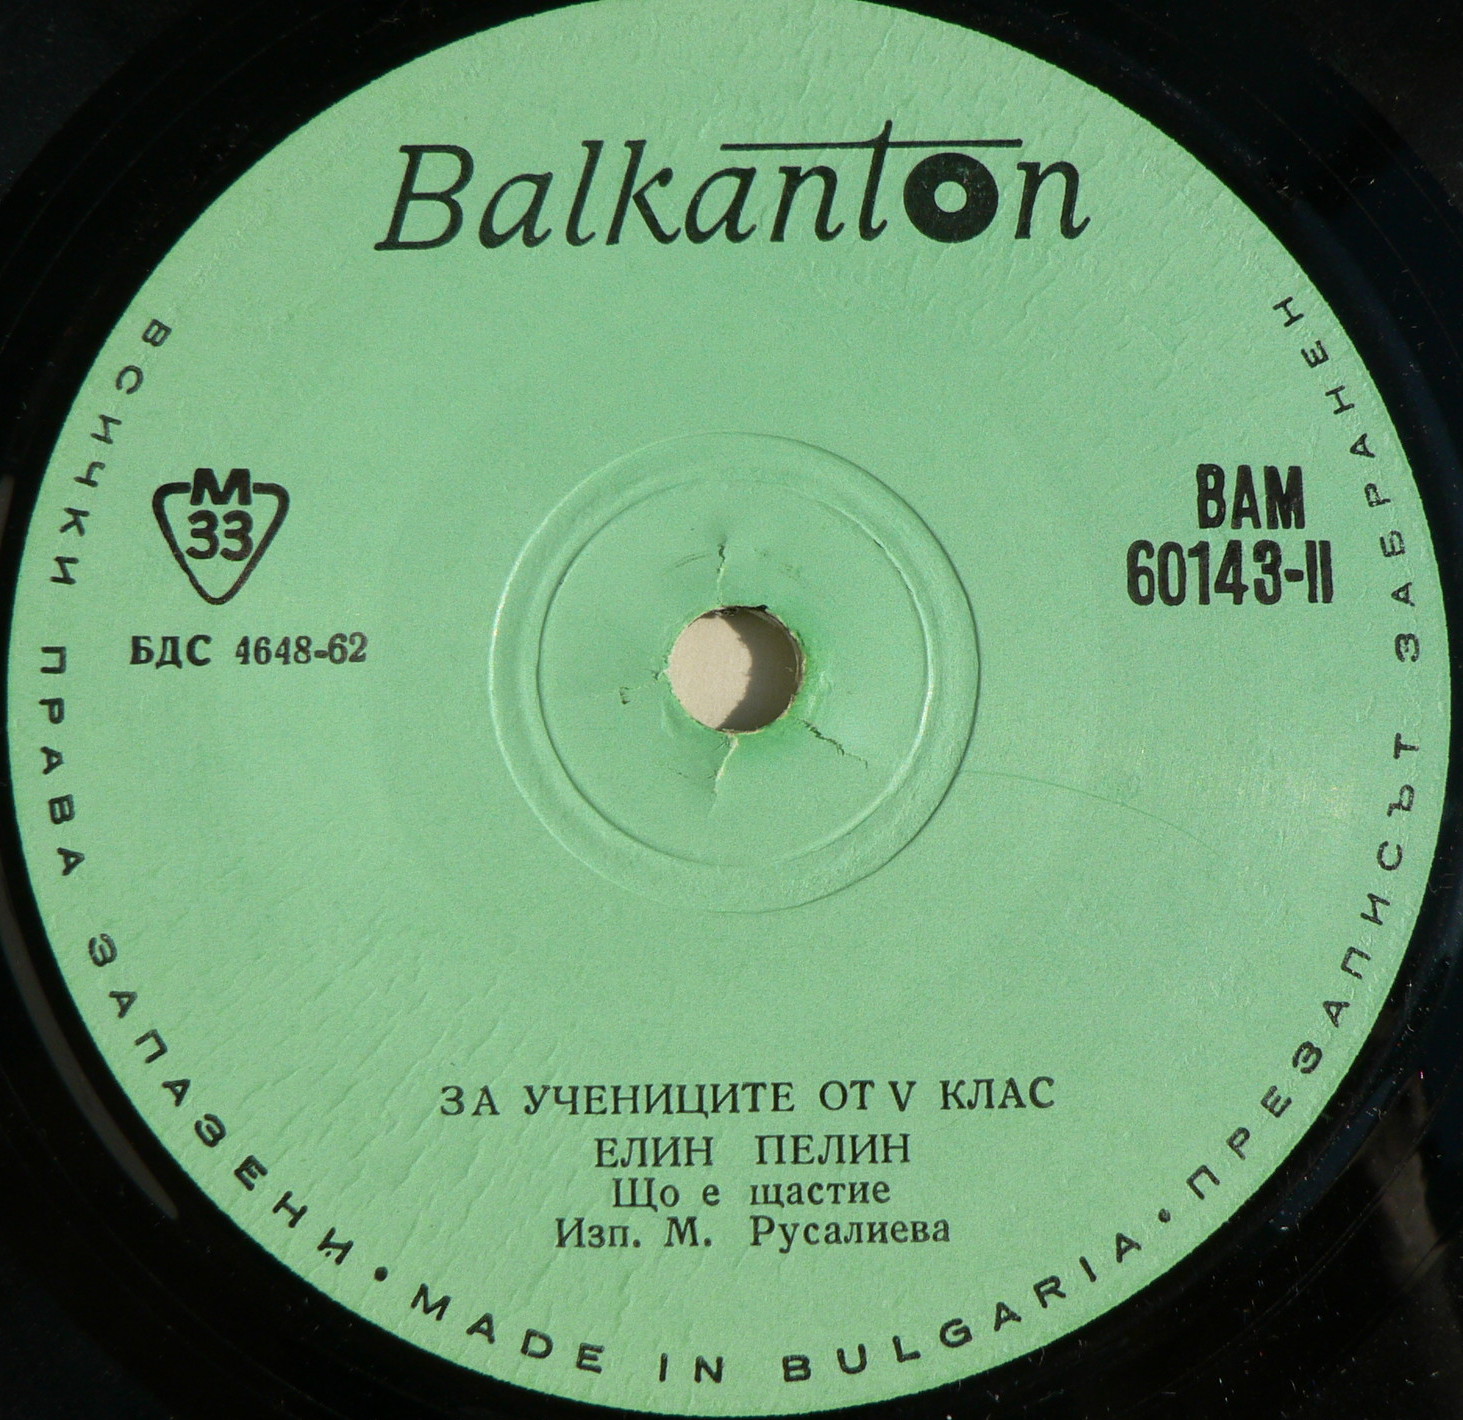 Balkanton
M
33
БДС 4648-62
ВАМ
60143-II
ЗА УЧЕНИЦИТЕ ОТ V КЛАС
ЕЛИН ПЕЛИН
Що е щастие
Изп. М. Русалиева
ВСИЧКИ ПРАВА ЗАПАЗЕНИ • MADE IN BULGARIA • ПРЕЗАПИСЪТ ЗАБРАНЕН